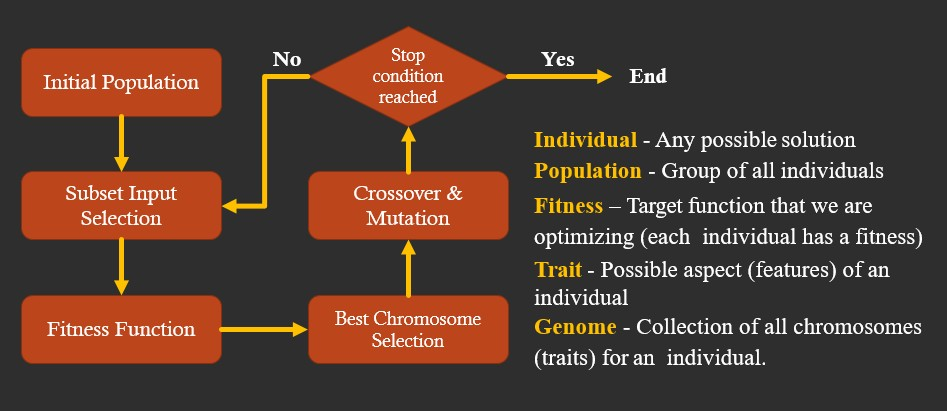 Initial Population
Subset Input
Selection
Fitness Function
Best Chromosome
Selection
Crossover &
Mutation
Stop
condition
reached
No
Yes
End
Individual - Any possible solution
Population - Group of all individuals
Fitness – Target function that we are
optimizing (each individual has a fitness)
Trait - Possible aspect (features) of an
individual
Genome - Collection of all chromosomes
(traits) for an individual.